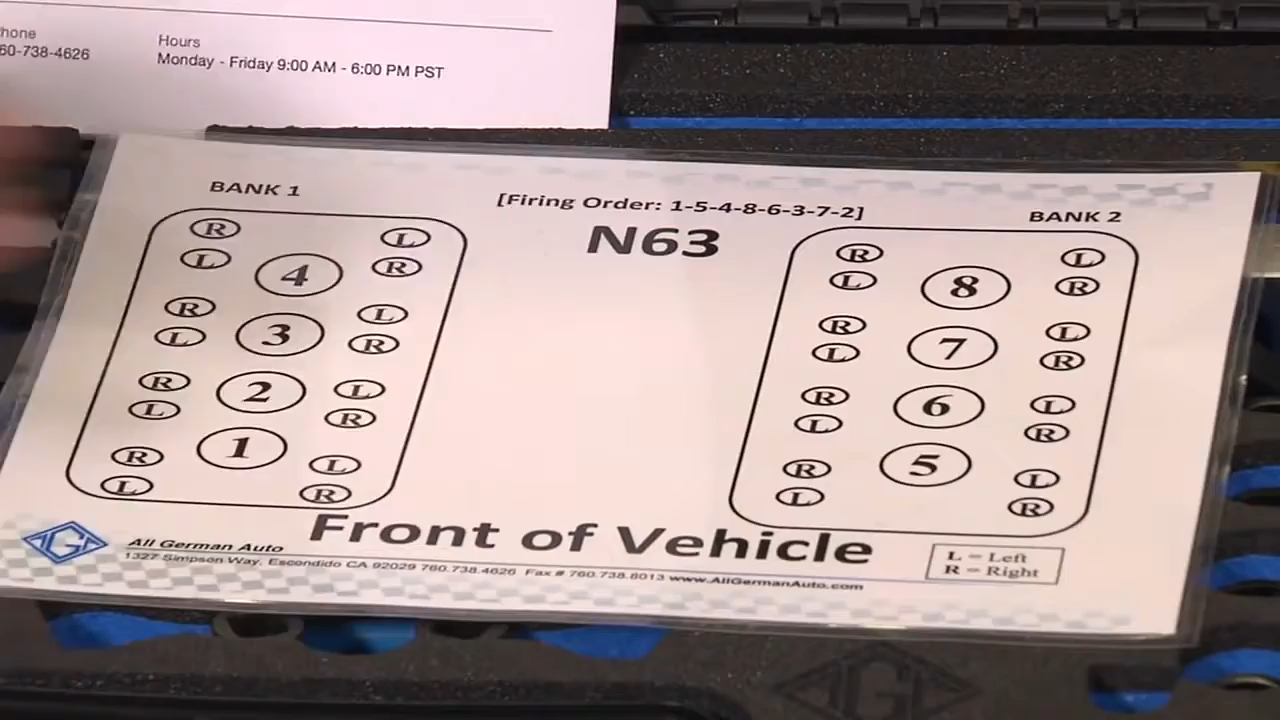 hone
60-738-4626
Hours
Monday - Friday 9:00 AM - 6:00 PM PST
BANK 1
[Firing Order: 1-5-4-8-6-3-7-2]
N63
BANK 2
R L
L 4 R
R L
L 3 R
R L
L 2 R
R 1 L
L R
R L
L 8 R
R L
L 7 R
R L
L 6 R
R 5 L
L R
Front of Vehicle
L = Left
R = Right
AGA
All German Auto
1327 Simpson Way, Escondido CA 92029 760.738.4626 Fax # 760.738.8013 www.AllGermanAuto.com
AGA